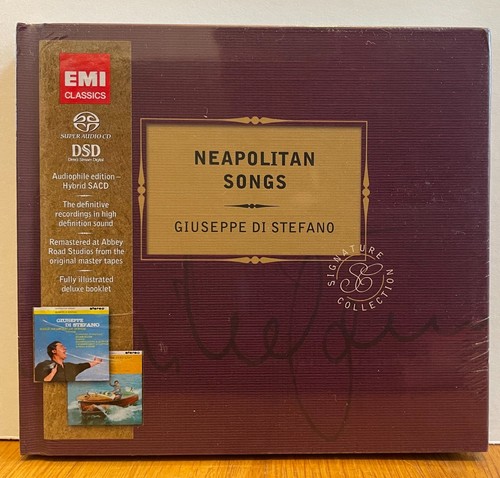 EMI
CLASSICS
SUPER AUDIO CD
DSD
Direct Stream Digital
Audiophile edition –
Hybrid SACD
The definitive
recordings in high
definition sound
Remastered at Abbey
Road Studios from the
original master tapes
Fully illustrated
deluxe booklet
NEAPOLITAN
SONGS
GIUSEPPE DI STEFANO
SIGNATURE
SC
COLLECTION
GIUSEPPE
DI STEFANO